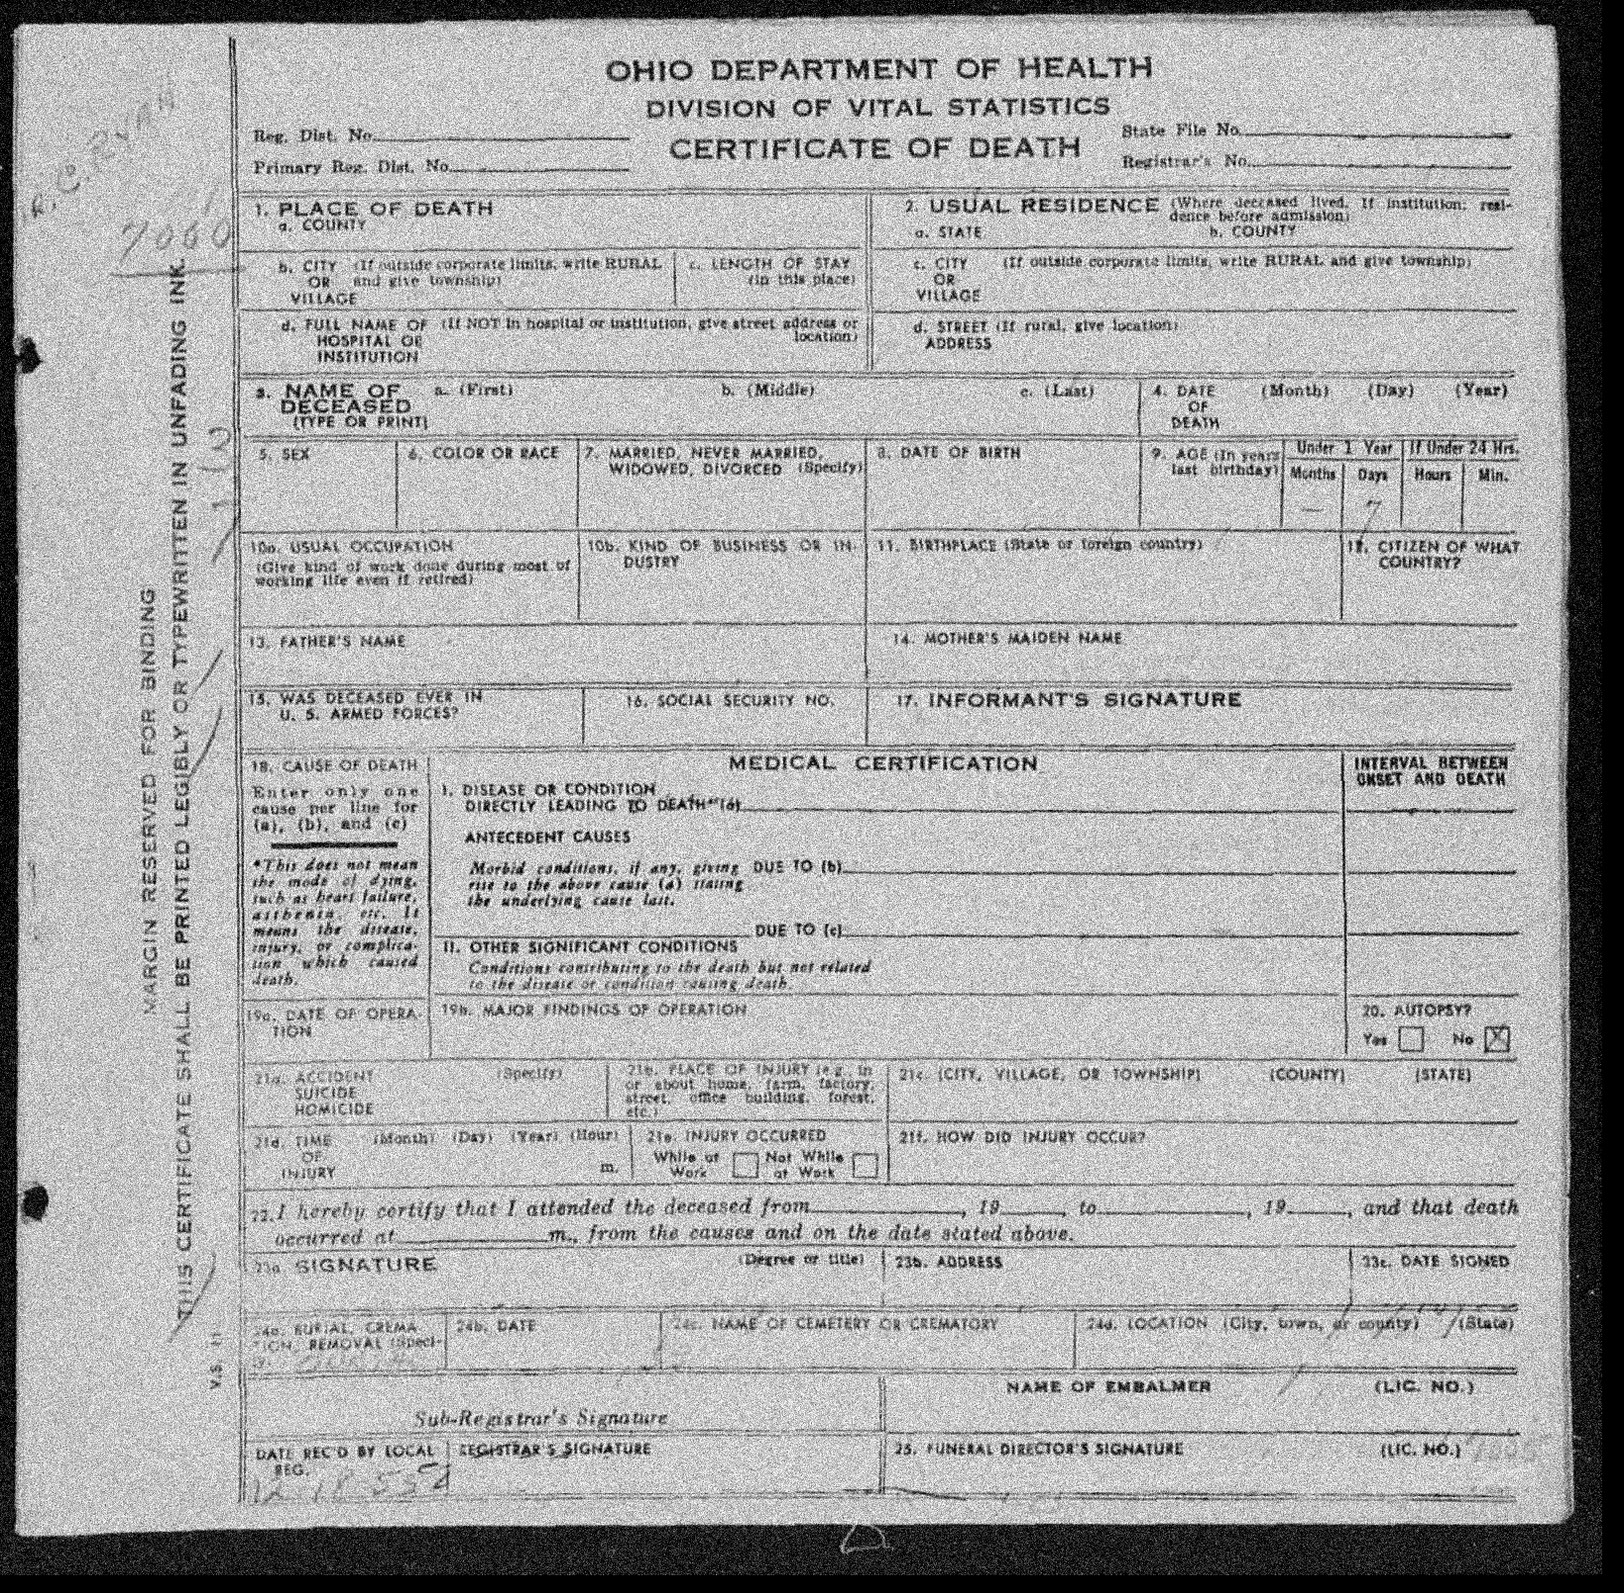 OHIO DEPARTMENT OF HEALTH
DIVISION OF VITAL STATISTICS
CERTIFICATE OF DEATH
Reg. Dist. No.
Primary Reg. Dist. No.
State File No.
Registrar's No.
7060
1. PLACE OF DEATH
a. COUNTY
2. USUAL RESIDENCE (Where deceased lived. If institution: resi-
dence before admission)
a. STATE b. COUNTY
b. CITY (If outside corporate limits, write RURAL
OR and give township)
VILLAGE
c. LENGTH OF STAY
(in this place)
c. CITY (If outside corporate limits, write RURAL and give township)
OR
VILLAGE
d. FULL NAME OF (If NOT in hospital or institution, give street address or
location)
HOSPITAL OR
INSTITUTION
d. STREET (If rural, give location)
ADDRESS
3. NAME OF a. (First) b. (Middle) c. (Last)
DECEASED
(TYPE OR PRINT)
4. DATE (Month) (Day) (Year)
OF
DEATH
5. SEX
6. COLOR OR RACE
7. MARRIED, NEVER MARRIED,
WIDOWED, DIVORCED (Specify)
8. DATE OF BIRTH
9. AGE (In years
last birthday)
Under 1 Year
Months Days
— 7
If Under 24 Hrs.
Hours Min.
10a. USUAL OCCUPATION
(Give kind of work done during most of
working life even if retired)
10b. KIND OF BUSINESS OR IN-
DUSTRY
11. BIRTHPLACE (State or foreign country)
12. CITIZEN OF WHAT
COUNTRY?
13. FATHER'S NAME
14. MOTHER'S MAIDEN NAME
15. WAS DECEASED EVER IN
U. S. ARMED FORCES?
16. SOCIAL SECURITY NO.
17. INFORMANT'S SIGNATURE
18. CAUSE OF DEATH
Enter only one
cause per line for
(a), (b), and (c)
*This does not mean
the mode of dying,
such as heart failure,
asthenia, etc. It
means the disease,
injury, or complica-
tion which caused
death.
MEDICAL CERTIFICATION
I. DISEASE OR CONDITION
DIRECTLY LEADING TO DEATH*(a)
ANTECEDENT CAUSES
Morbid conditions, if any, giving DUE TO (b)
rise to the above cause (a) stating
the underlying cause last.
DUE TO (c)
II. OTHER SIGNIFICANT CONDITIONS
Conditions contributing to the death but not related
to the disease or condition causing death.
INTERVAL BETWEEN
ONSET AND DEATH
19a. DATE OF OPERA-
TION
19b. MAJOR FINDINGS OF OPERATION
20. AUTOPSY?
Yes No X
21a. ACCIDENT (Specify)
SUICIDE
HOMICIDE
21b. PLACE OF INJURY (e.g., in
or about home, farm, factory,
street, office building, forest,
etc.)
21c. (CITY, VILLAGE, OR TOWNSHIP) (COUNTY) (STATE)
21d. TIME (Month) (Day) (Year) (Hour)
OF
INJURY m.
21e. INJURY OCCURRED
While at Not While
Work at Work
21f. HOW DID INJURY OCCUR?
22. I hereby certify that I attended the deceased from , 19 , to , 19 , and that death
occurred at m., from the causes and on the date stated above.
23a. SIGNATURE (Degree or title)
23b. ADDRESS
23c. DATE SIGNED
24a. BURIAL, CREMA-
TION, REMOVAL (Speci-
fy)
24b. DATE
24c. NAME OF CEMETERY OR CREMATORY
24d. LOCATION (City, town, or county) (State)
Sub-Registrar's Signature
NAME OF EMBALMER (LIC. NO.)
DATE REC'D BY LOCAL
REG.
REGISTRAR'S SIGNATURE
25. FUNERAL DIRECTOR'S SIGNATURE (LIC. NO.)
MARGIN RESERVED FOR BINDING
THIS CERTIFICATE SHALL BE PRINTED LEGIBLY OR TYPEWRITTEN IN UNFADING INK.
V.S. 11